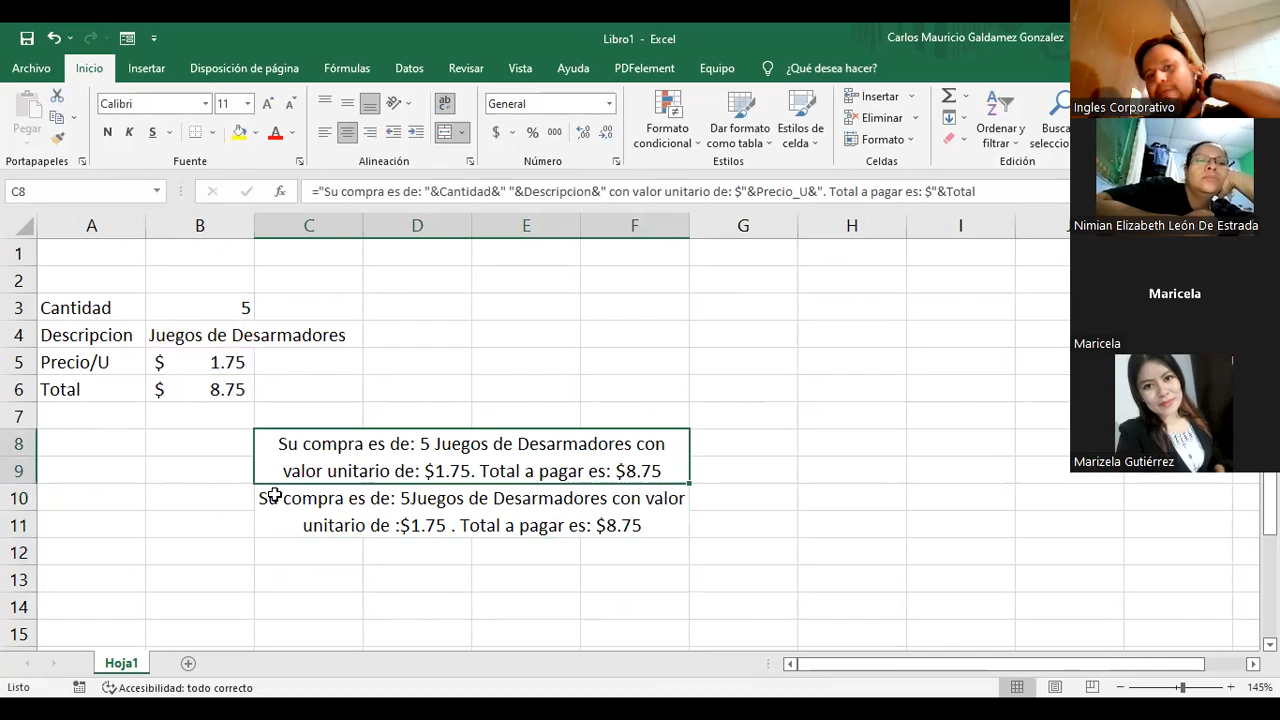 Libro1 - Excel
Carlos Mauricio Galdamez Gonzalez
Archivo Inicio Insertar Disposición de página Fórmulas Datos Revisar Vista Ayuda PDFelement Equipo ¿Qué desea hacer?
Pegar
Calibri 11
N K S
ab
General
$ % 000
Formato condicional
Dar formato como tabla
Estilos de celda
Insertar
Eliminar
Formato
Ordenar y filtrar
Portapapeles Fuente Alineación Número Estilos Celdas Edición
C8 fx ="Su compra es de: "&Cantidad&" "&Descripcion&" con valor unitario de: $"&Precio_U&". Total a pagar es: $"&Total
A B C D E F G H I
1
2
3 Cantidad 5
4 Descripcion Juegos de Desarmadores
5 Precio/U $ 1.75
6 Total $ 8.75
7
8 Su compra es de: 5 Juegos de Desarmadores con
9 valor unitario de: $1.75. Total a pagar es: $8.75
10 Su compra es de: 5Juegos de Desarmadores con valor
11 unitario de :$1.75 . Total a pagar es: $8.75
12
13
14
15
Hoja1
Listo Accesibilidad: todo correcto 145%
Ingles Corporativo
Nimian Elizabeth León De Estrada
Maricela
Maricela
Marizela Gutiérrez